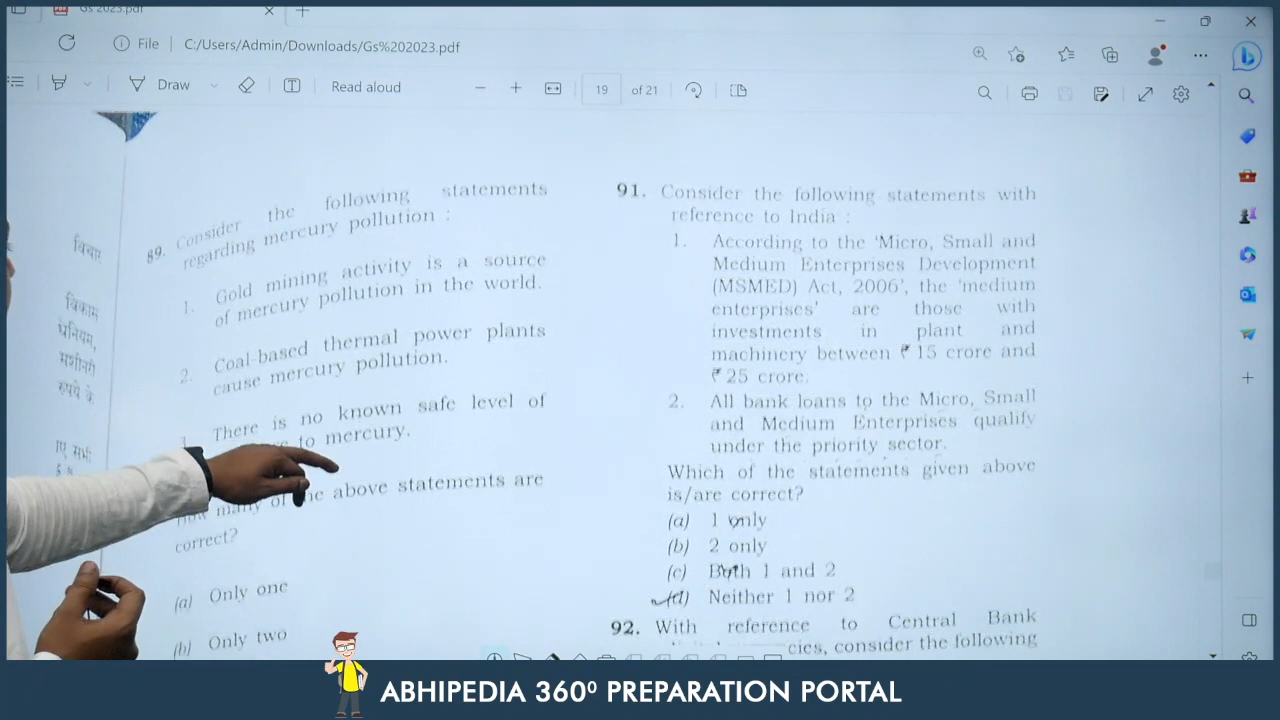 Gs 2023.pdf
File C:/Users/Admin/Downloads/Gs%202023.pdf
Draw Read aloud 19 of 21
विचार
विकास
रुपये के
89. Consider the following statements
regarding mercury pollution :
1. Gold mining activity is a source
of mercury pollution in the world.
2. Coal-based thermal power plants
cause mercury pollution.
There is no known safe level of
to mercury.
of the above statements are
correct?
(a) Only one
(b) Only two
91. Consider the following statements with
reference to India :
1. According to the 'Micro, Small and
Medium Enterprises Development
(MSMED) Act, 2006', the 'medium
enterprises' are those with
investments in plant and
machinery between ₹ 15 crore and
₹ 25 crore.
2. All bank loans to the Micro, Small
and Medium Enterprises qualify
under the priority sector.
Which of the statements given above
is/are correct?
(a) 1 only
(b) 2 only
(c) Both 1 and 2
(d) Neither 1 nor 2
92. With reference to Central Bank
consider the following
ABHIPEDIA 360⁰ PREPARATION PORTAL